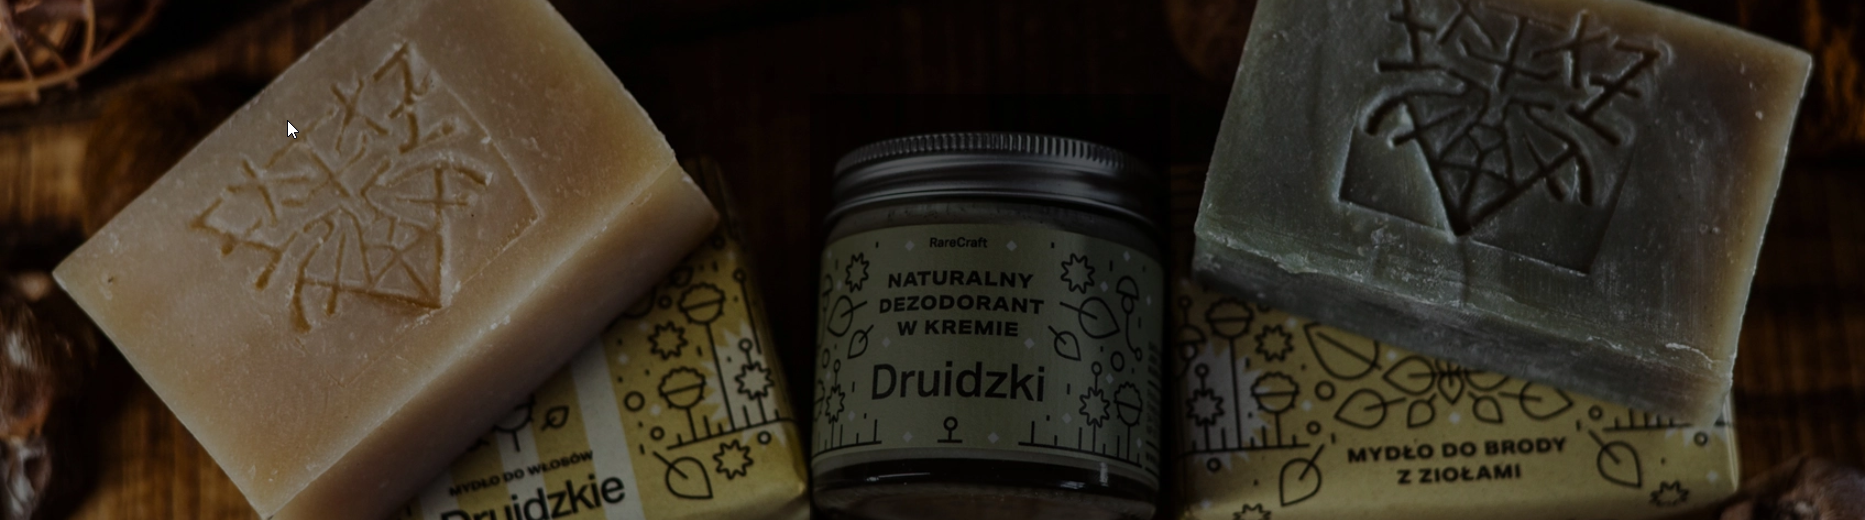 RareCraft
NATURALNY
DEZODORANT
W KREMIE
Druidzki
MYDŁO DO WŁOSÓW
Druidzkie
MYDŁO DO BRODY
Z ZIOŁAMI